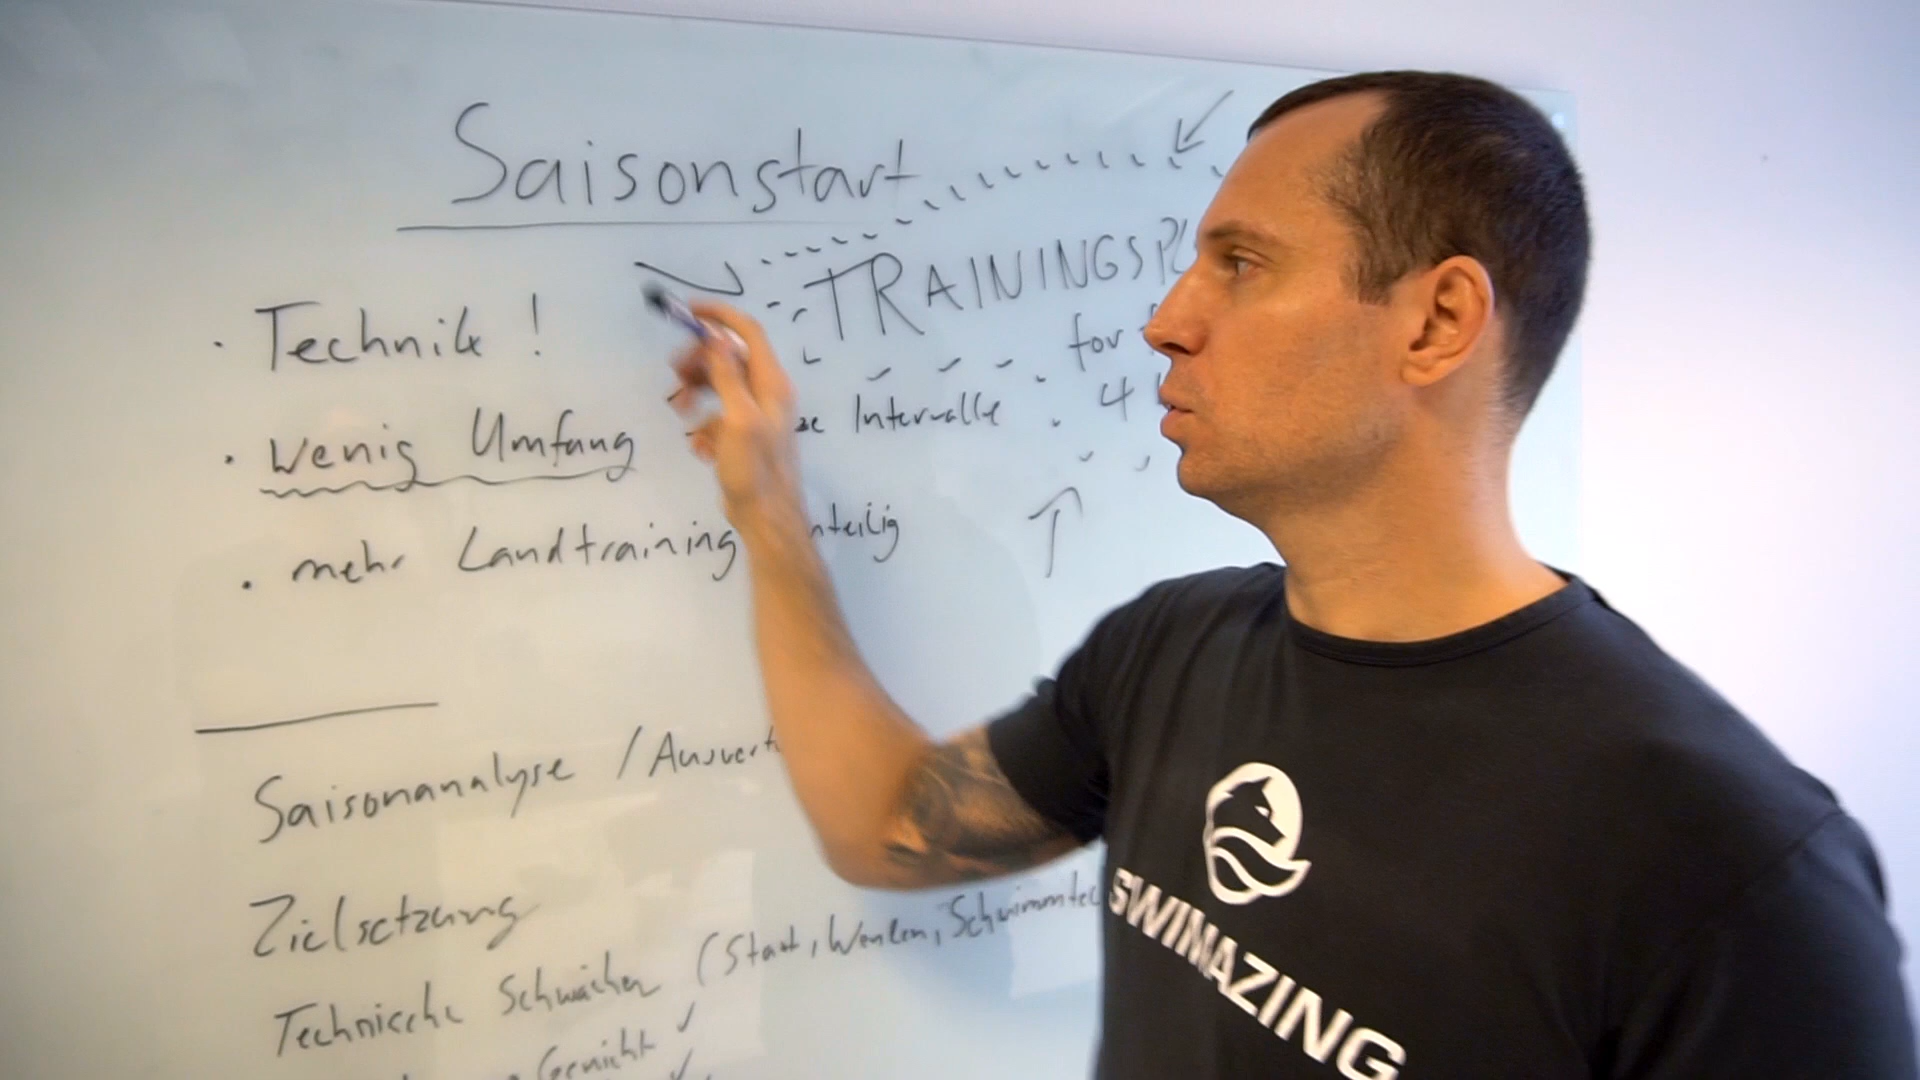 Saisonstart
TRAININGSPL
· Technik !
for
· wenig Umfang
Intervalle
4
· mehr Landtraining
nteilig
Saisonanalyse / Auswert
Zielsetzung
Technische Schwächen (Start, Wenden, Schwimmtec
Gewicht ✓
✓
SWIMAZING